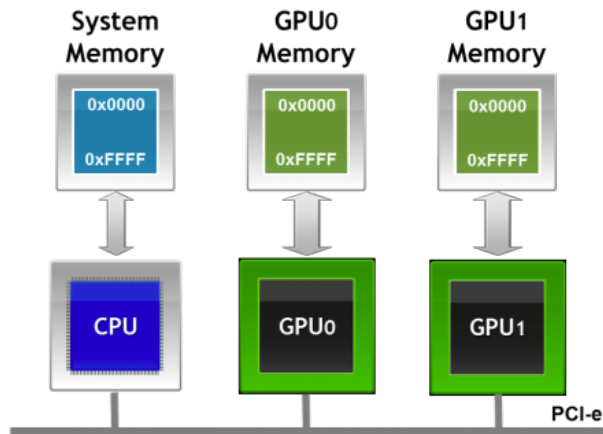 System
Memory
GPU0
Memory
GPU1
Memory
0x0000
0xFFFF
0x0000
0xFFFF
0x0000
0xFFFF
CPU
GPU0
GPU1
PCI-e